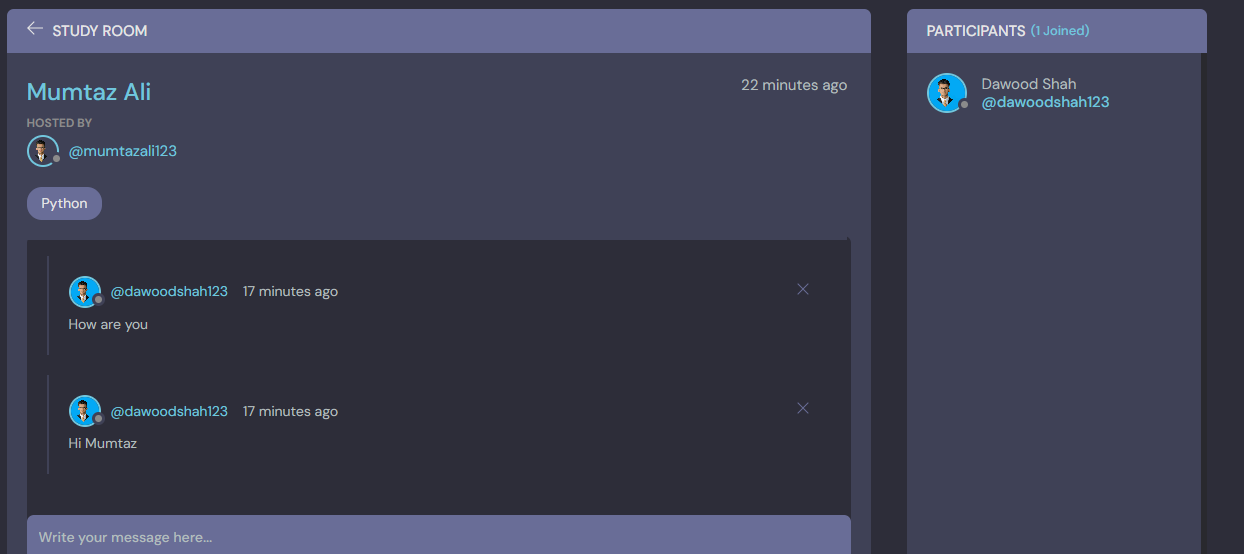 STUDY ROOM
Mumtaz Ali
22 minutes ago
HOSTED BY
@mumtazali123
Python
@dawoodshah123 17 minutes ago
How are you
@dawoodshah123 17 minutes ago
Hi Mumtaz
Write your message here...
PARTICIPANTS (1 Joined)
Dawood Shah
@dawoodshah123